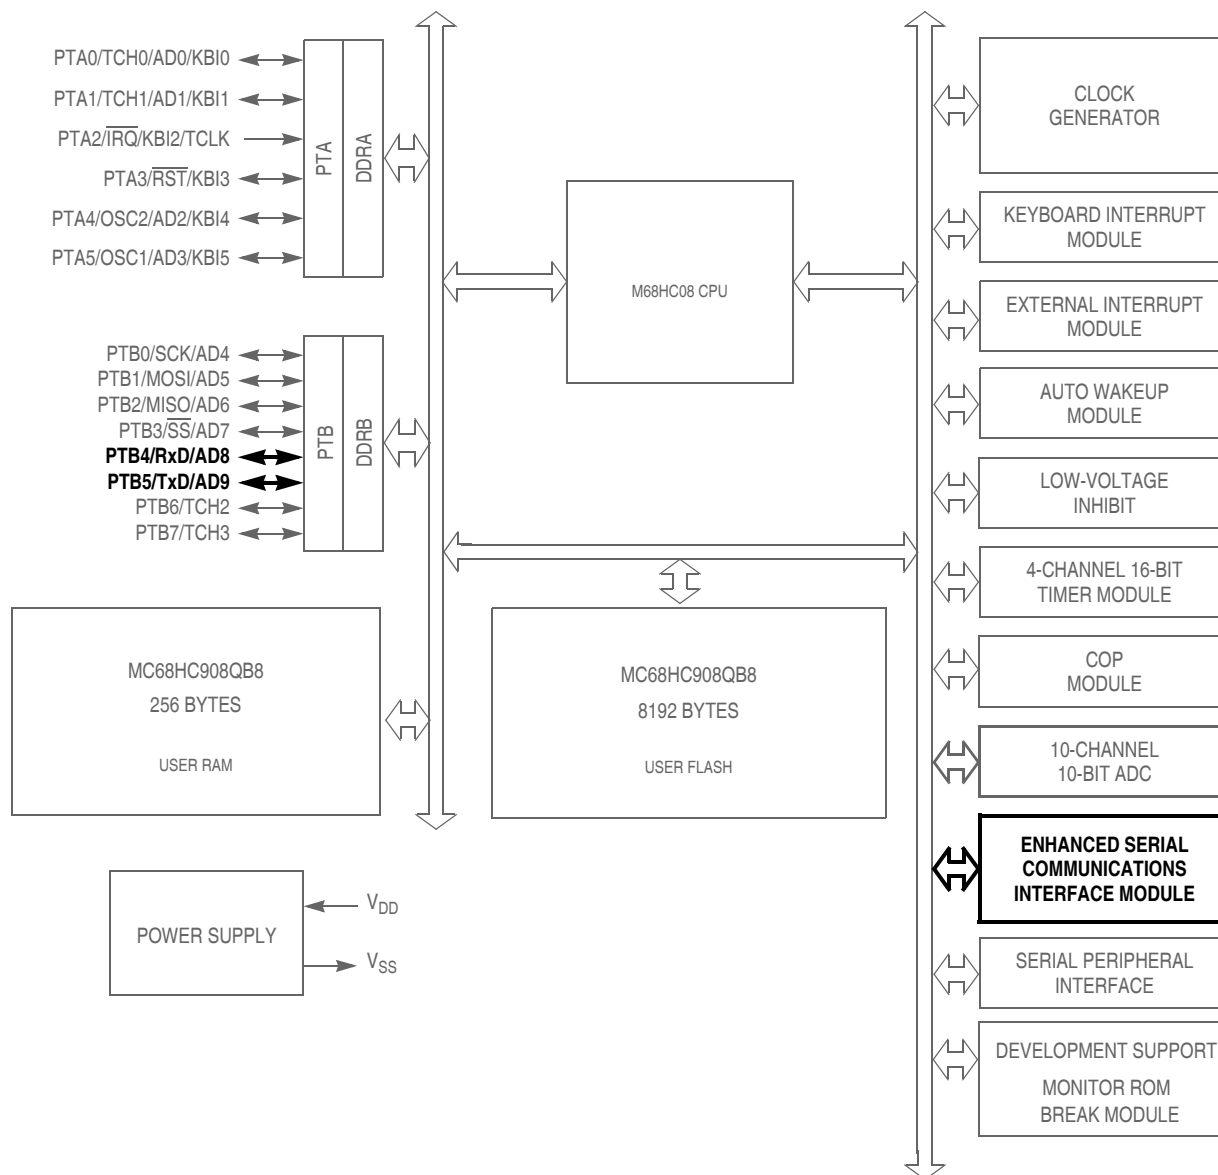 PTA0/TCH0/AD0/KBI0
PTA1/TCH1/AD1/KBI1
PTA2/I̅R̅Q̅/KBI2/TCLK
PTA3/R̅S̅T̅/KBI3
PTA4/OSC2/AD2/KBI4
PTA5/OSC1/AD3/KBI5
PTA
DDRA
PTB0/SCK/AD4
PTB1/MOSI/AD5
PTB2/MISO/AD6
PTB3/S̅S̅/AD7
PTB4/RxD/AD8
PTB5/TxD/AD9
PTB6/TCH2
PTB7/TCH3
PTB
DDRB
M68HC08 CPU
MC68HC908QB8
256 BYTES
USER RAM
MC68HC908QB8
8192 BYTES
USER FLASH
POWER SUPPLY
VDD
VSS
CLOCK
GENERATOR
KEYBOARD INTERRUPT
MODULE
EXTERNAL INTERRUPT
MODULE
AUTO WAKEUP
MODULE
LOW-VOLTAGE
INHIBIT
4-CHANNEL 16-BIT
TIMER MODULE
COP
MODULE
10-CHANNEL
10-BIT ADC
ENHANCED SERIAL
COMMUNICATIONS
INTERFACE MODULE
SERIAL PERIPHERAL
INTERFACE
DEVELOPMENT SUPPORT
MONITOR ROM
BREAK MODULE